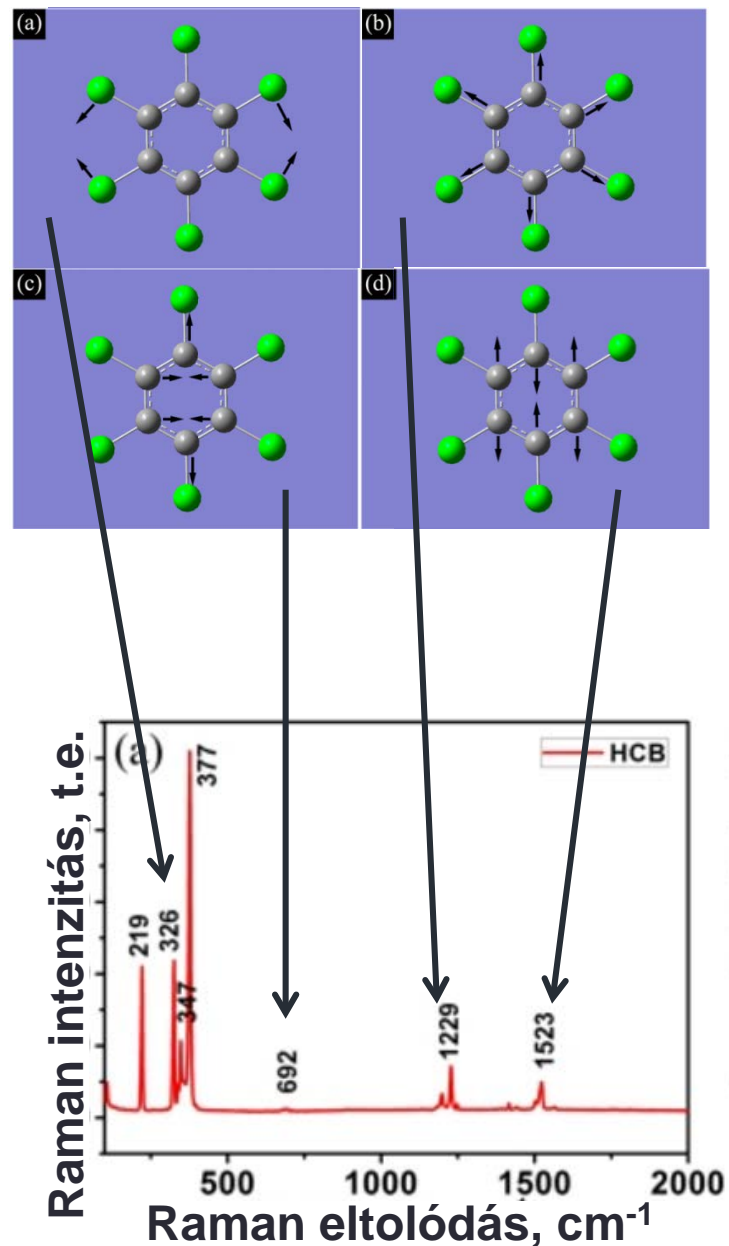 (a)
(b)
(c)
(d)
Raman intenzitás, t.e.
(a)
HCB
219
326
347
377
692
1229
1523
500
1000
1500
2000
Raman eltolódás, cm⁻¹